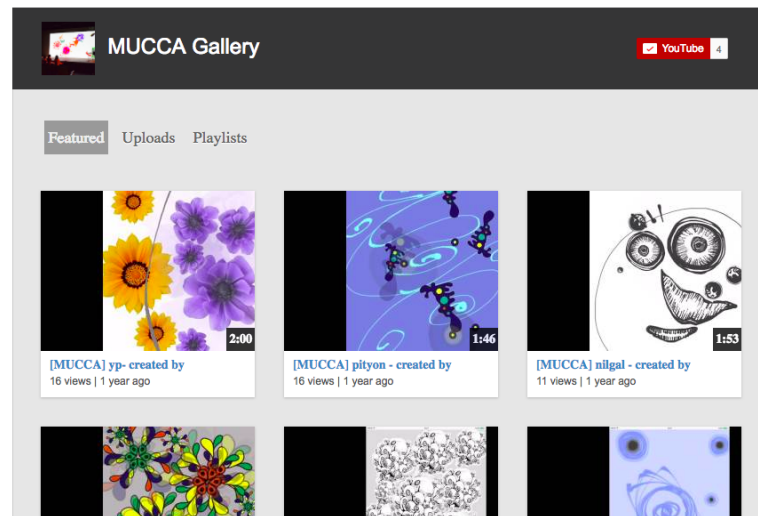 MUCCA Gallery
YouTube 4
Featured Uploads Playlists
2:00
1:46
1:53
[MUCCA] yp- created by
16 views | 1 year ago
[MUCCA] pityon - created by
16 views | 1 year ago
[MUCCA] nilgal - created by
11 views | 1 year ago